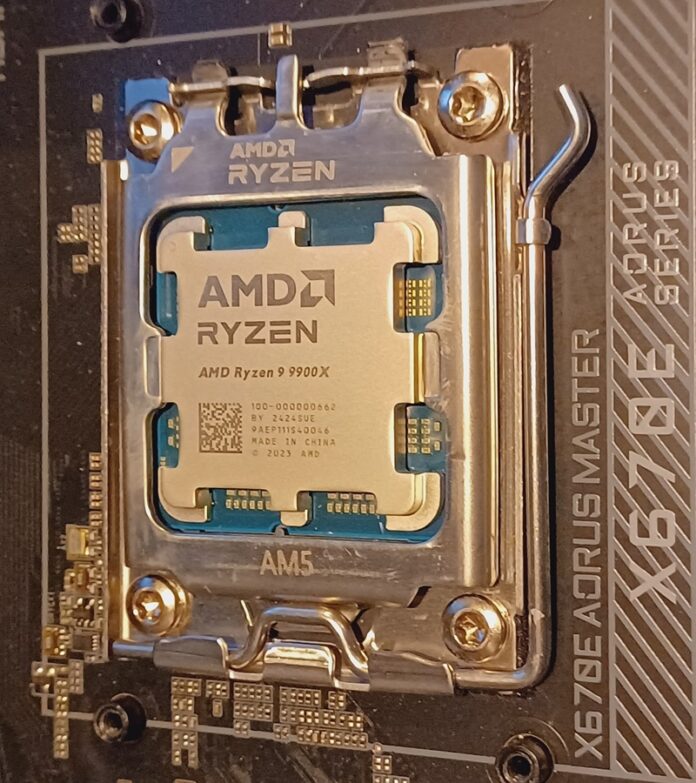 AMD
RYZEN
AMD
RYZEN
AMD Ryzen 9 9900X
100-000000662
BY 2424SUE
9AEP111S40046
MADE IN CHINA
© 2023 AMD
AM5
X670E AORUS MASTER
X670E
AORUS
SERIES